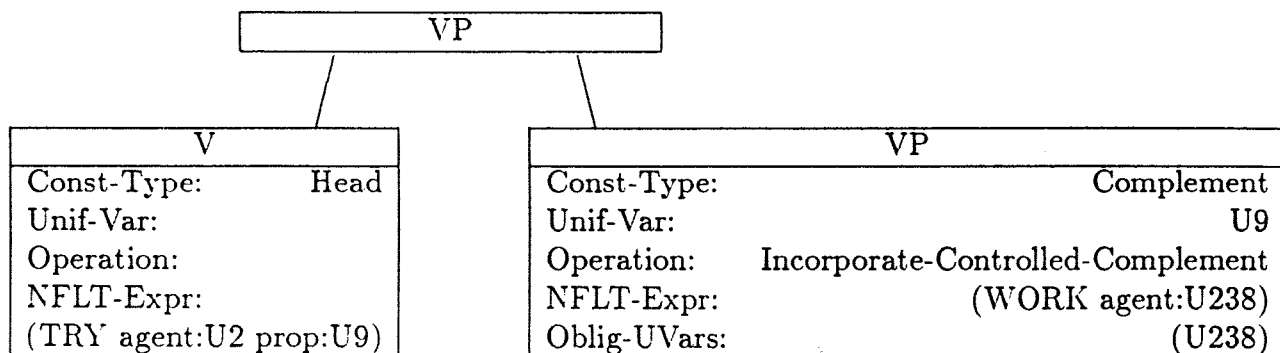 VP
V
Const-Type: Head
Unif-Var:
Operation:
NFLT-Expr:
(TRY agent:U2 prop:U9)
VP
Const-Type: Complement
Unif-Var: U9
Operation: Incorporate-Controlled-Complement
NFLT-Expr: (WORK agent:U238)
Oblig-UVars: (U238)